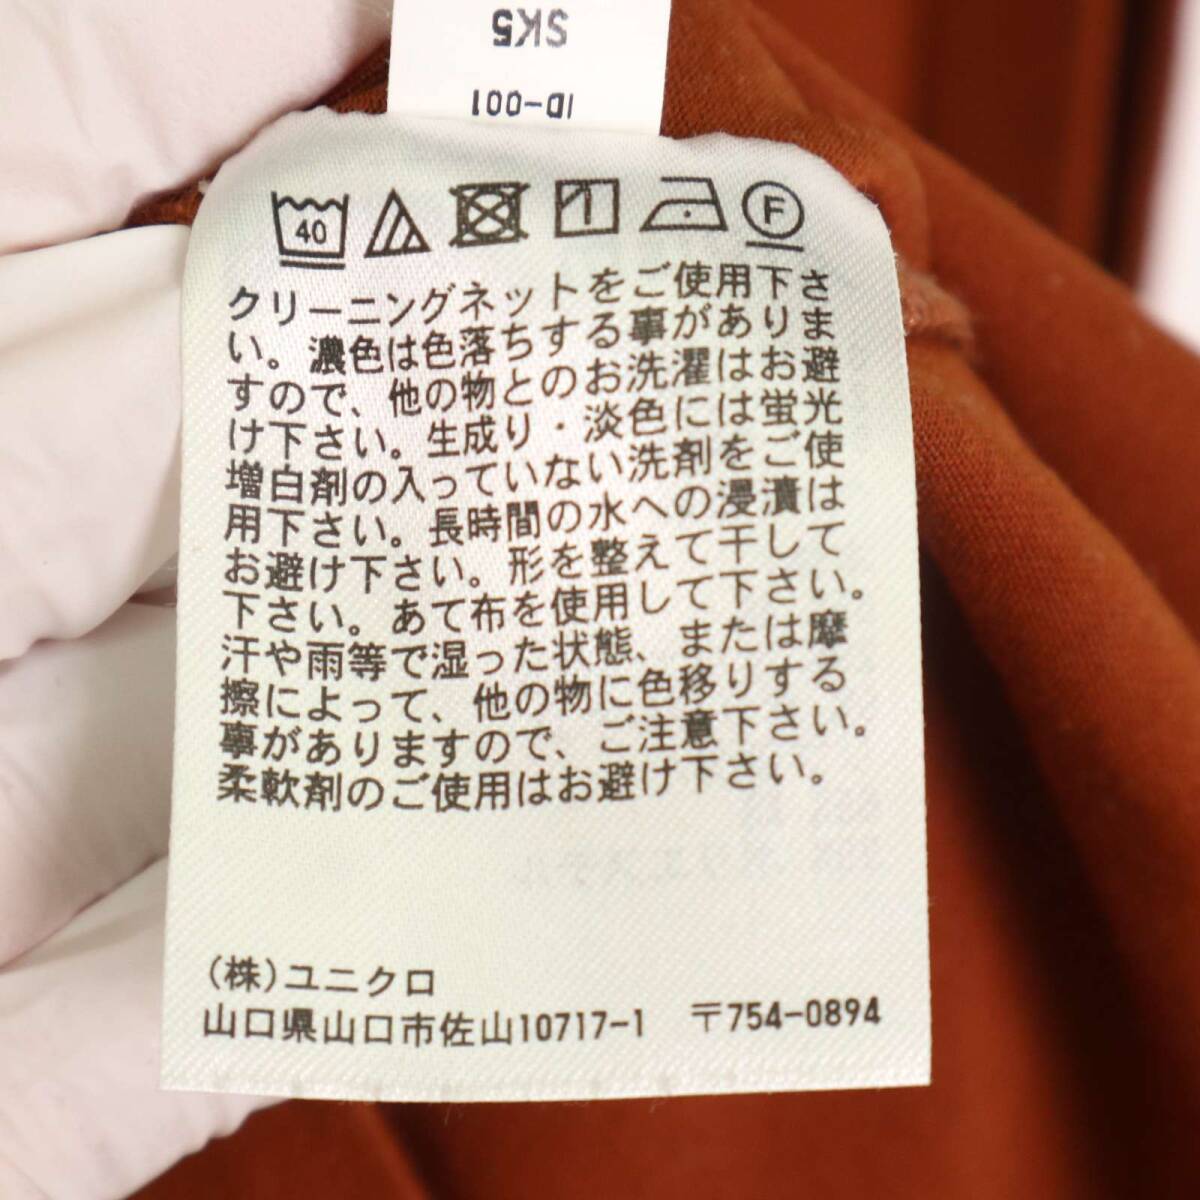 SK5
ID-001
40
F
クリーニングネットをご使用下さ
い。濃色は色落ちする事がありま
すので、他の物とのお洗濯はお避
け下さい。生成り・淡色には蛍光
増白剤の入っていない洗剤をご使
用下さい。長時間の水への浸漬は
お避け下さい。形を整えて干して
下さい。あて布を使用して下さい。
汗や雨等で湿った状態、または摩
擦によって、他の物に色移りする
事がありますので、ご注意下さい。
柔軟剤のご使用はお避け下さい。
(株)ユニクロ
山口県山口市佐山10717-1 〒754-0894